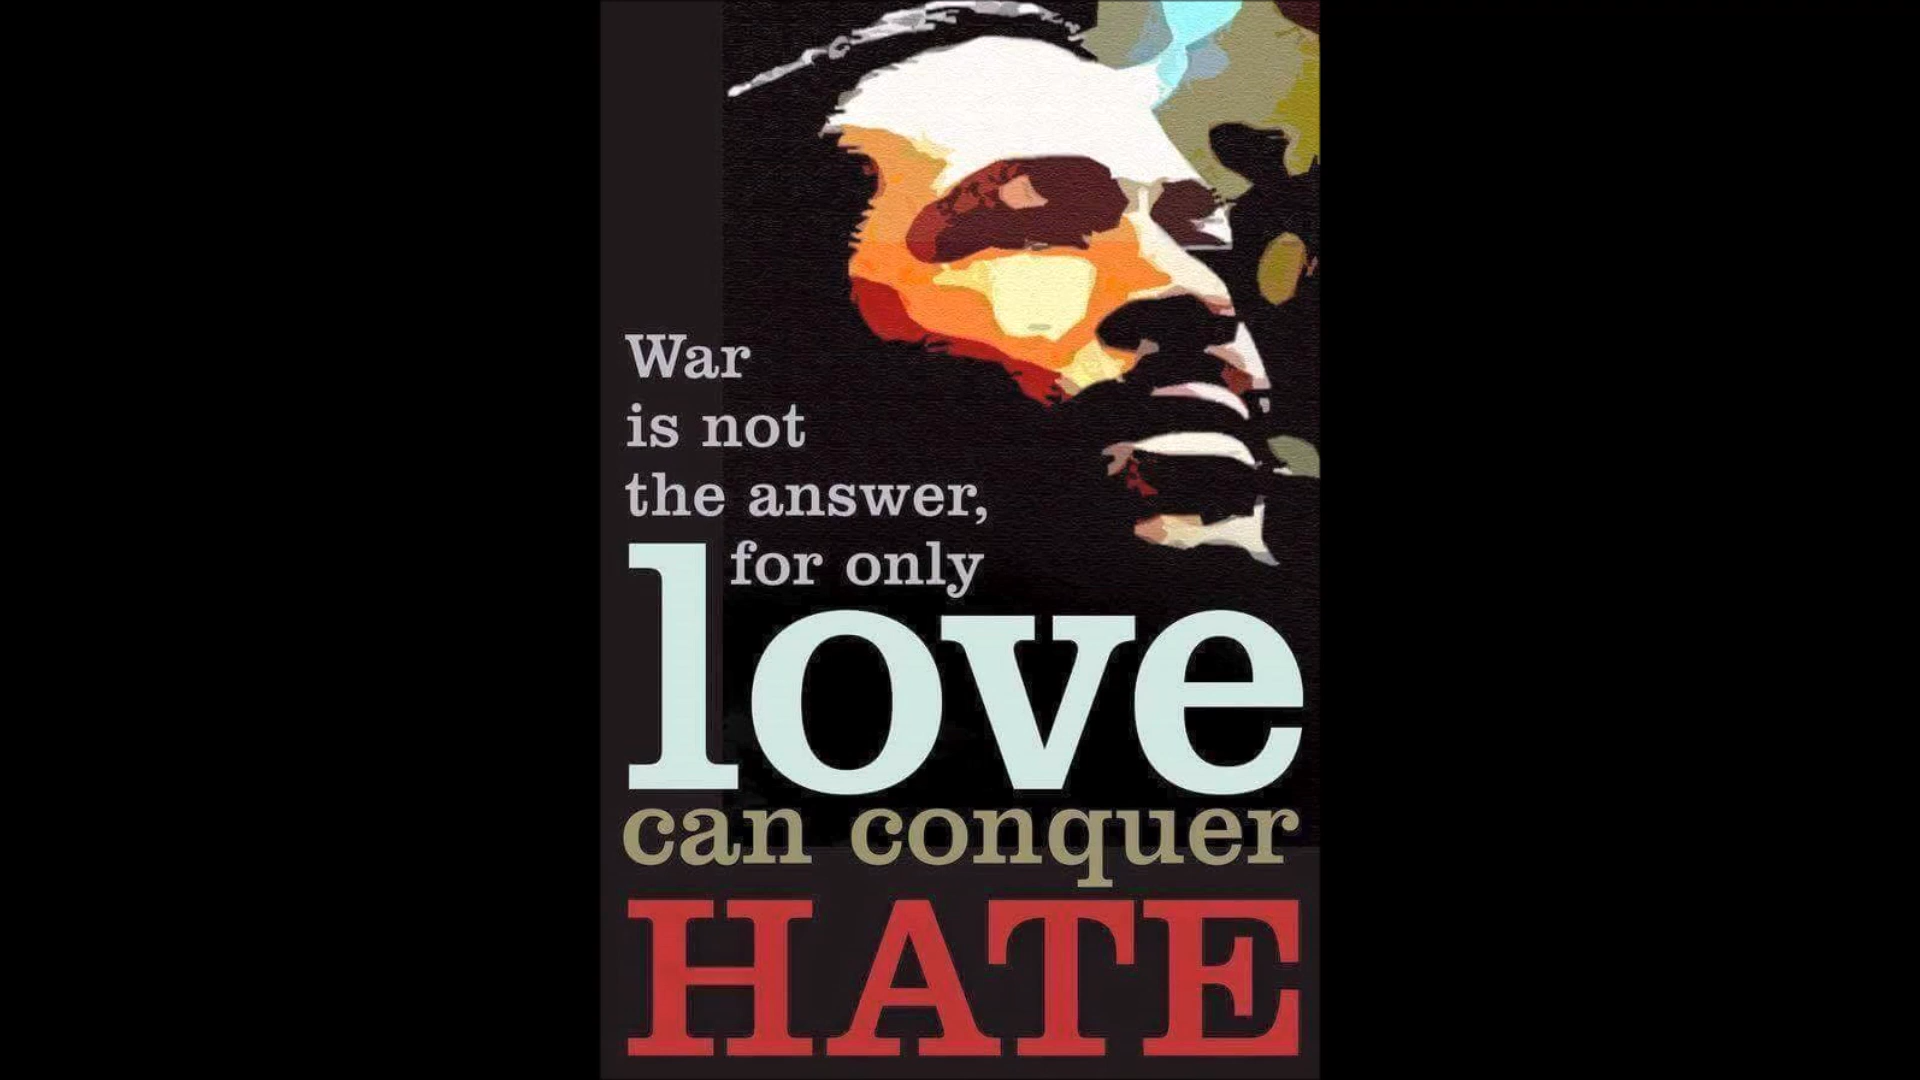 War
is not
the answer,
for only
love
can conquer
HATE